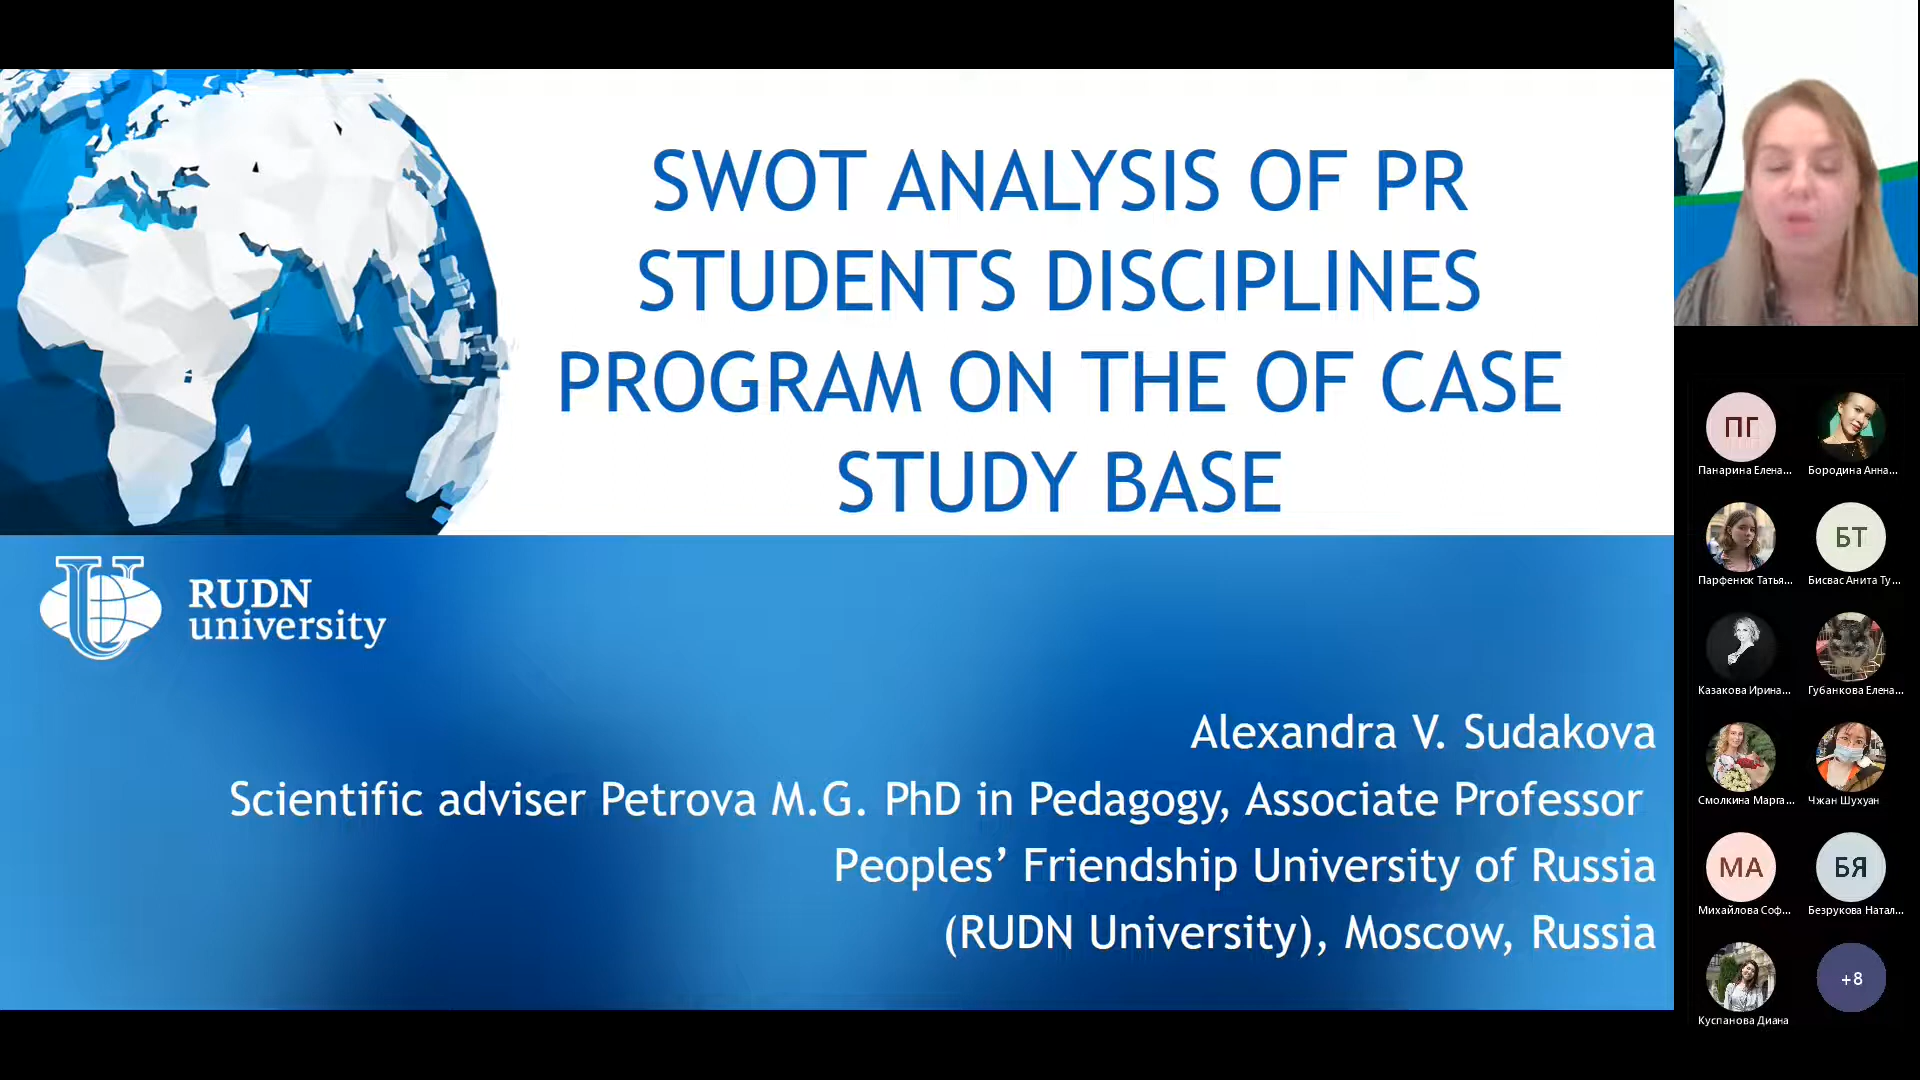 SWOT ANALYSIS OF PR
STUDENTS DISCIPLINES
PROGRAM ON THE OF CASE
STUDY BASE
RUDN
university
Alexandra V. Sudakova
Scientific adviser Petrova M.G. PhD in Pedagogy, Associate Professor
Peoples’ Friendship University of Russia
(RUDN University), Moscow, Russia
ПГ
Панарина Елена...
Бородина Анна...
Парфенюк Татья...
БТ
Бисвас Анита Ту...
Казакова Ирина...
Губанкова Елена...
Смолкина Марга...
Чжан Шухуан
МА
Михайлова Соф...
БЯ
Безрукова Натал...
Куспанова Диана
+8